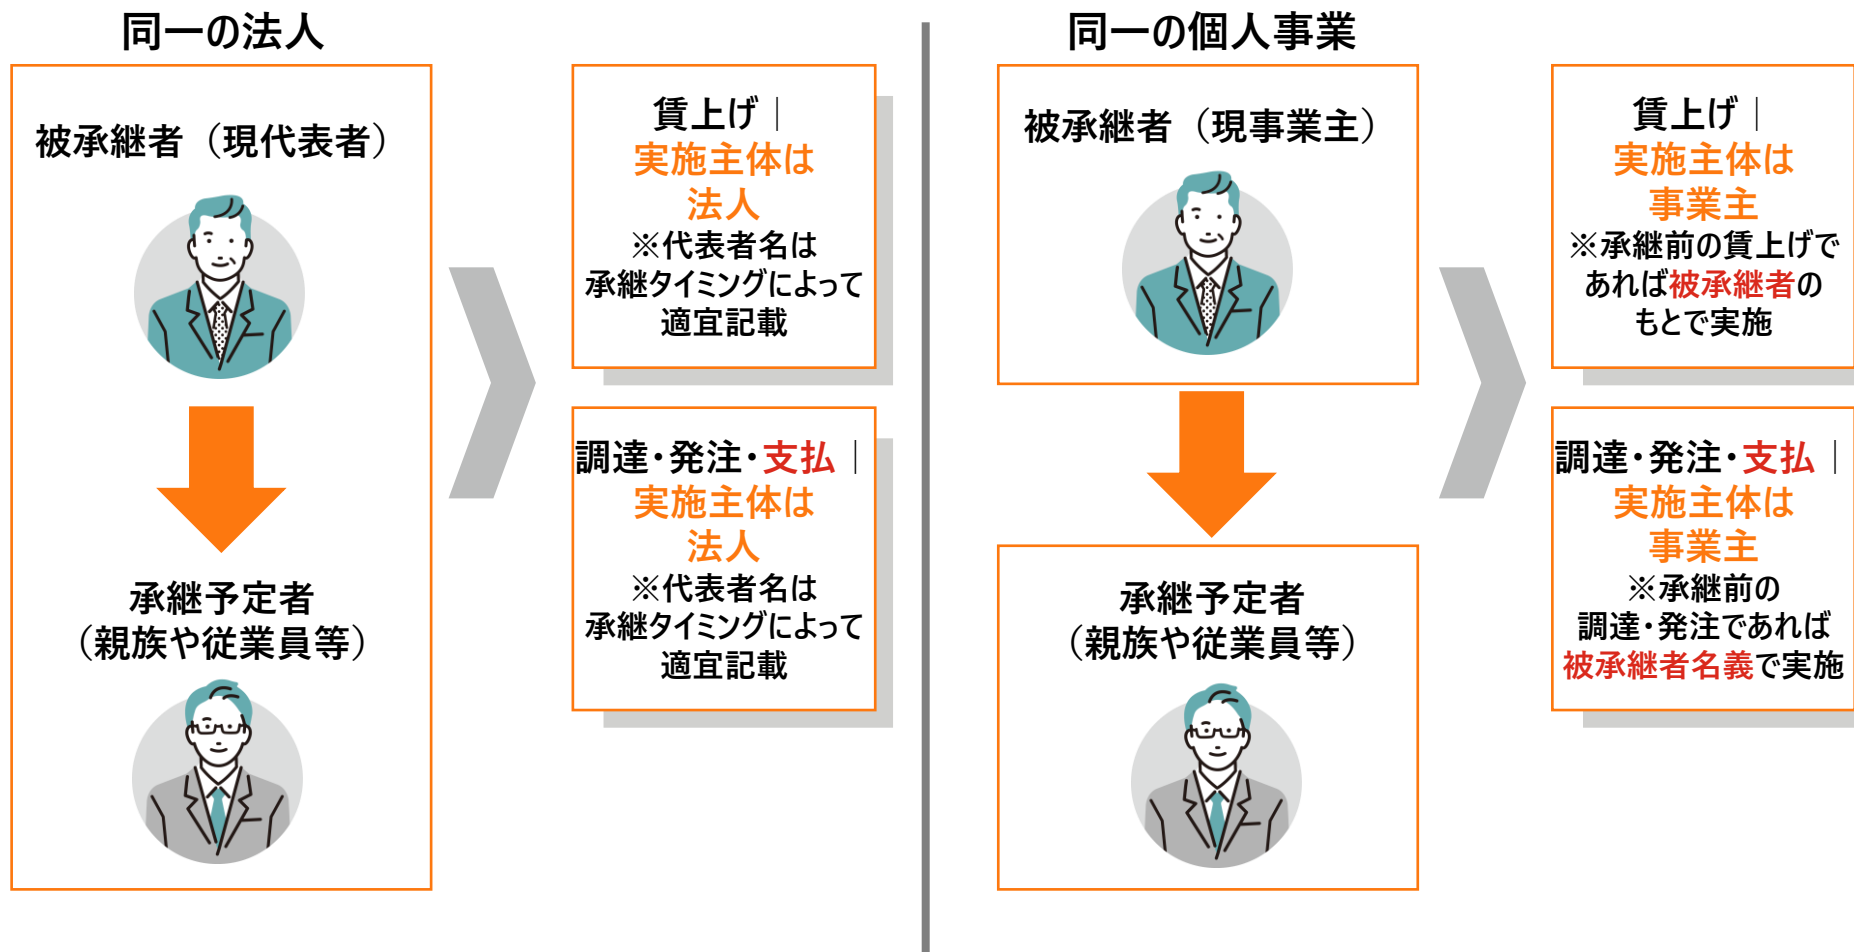 同一の法人
被承継者（現代表者）
承継予定者
（親族や従業員等）
賃上げ｜
実施主体は
法人
※代表者名は
承継タイミングによって
適宜記載
調達・発注・支払｜
実施主体は
法人
※代表者名は
承継タイミングによって
適宜記載
同一の個人事業
被承継者（現事業主）
承継予定者
（親族や従業員等）
賃上げ｜
実施主体は
事業主
※承継前の賃上げで
あれば被承継者の
もとで実施
調達・発注・支払｜
実施主体は
事業主
※承継前の
調達・発注であれば
被承継者名義で実施